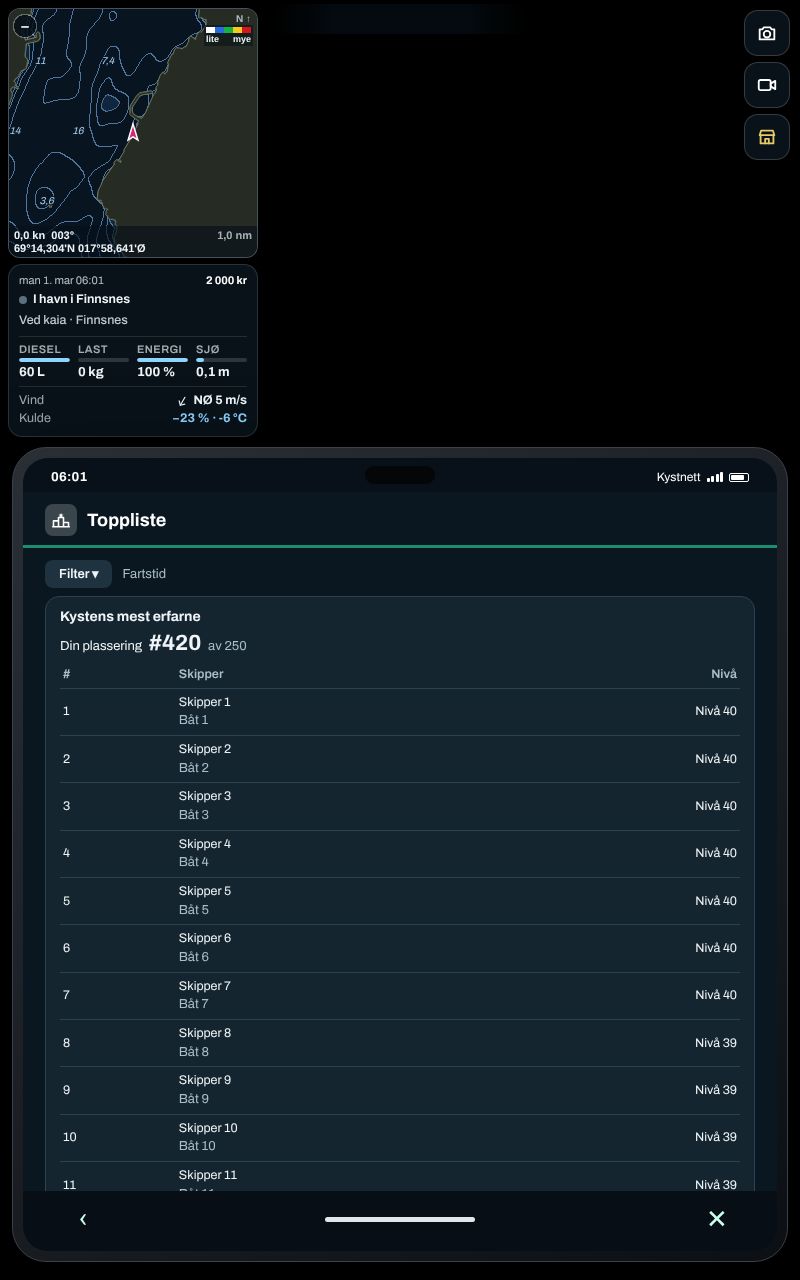 N ↑
lite mye
11
7,4
14
16
3,6
0,0 kn 003°
1,0 nm
69°14,304'N 017°58,641'Ø
man 1. mar 06:01 2 000 kr
I havn i Finnsnes
Ved kaia · Finnsnes
DIESEL LAST ENERGI SJØ
60 L 0 kg 100 % 0,1 m
Vind ↙ NØ 5 m/s
Kulde −23 % · -6 °C
06:01 Kystnett
Toppliste
Filter ▾ Fartstid
Kystens mest erfarne
Din plassering #420 av 250
# Skipper Nivå
1 Skipper 1 Nivå 40
Båt 1
2 Skipper 2 Nivå 40
Båt 2
3 Skipper 3 Nivå 40
Båt 3
4 Skipper 4 Nivå 40
Båt 4
5 Skipper 5 Nivå 40
Båt 5
6 Skipper 6 Nivå 40
Båt 6
7 Skipper 7 Nivå 40
Båt 7
8 Skipper 8 Nivå 39
Båt 8
9 Skipper 9 Nivå 39
Båt 9
10 Skipper 10 Nivå 39
Båt 10
11 Skipper 11 Nivå 39